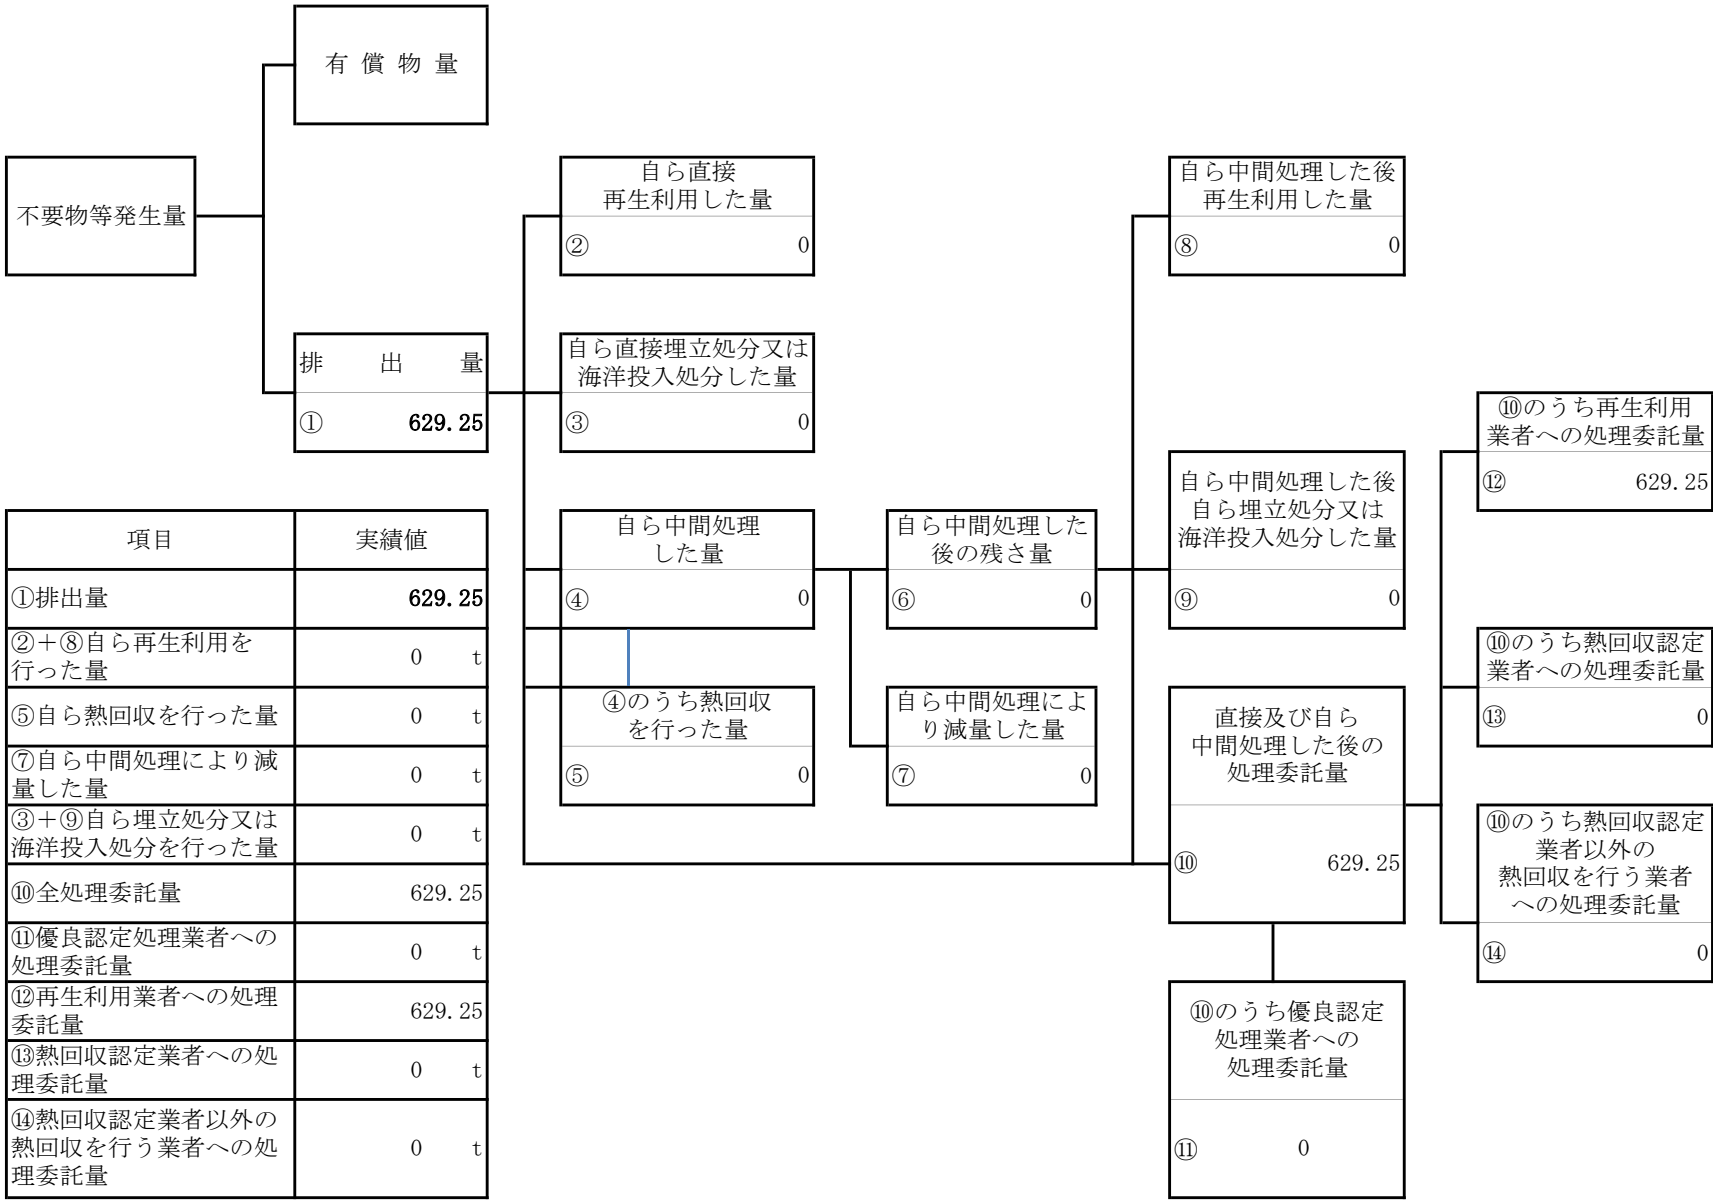 有 償 物 量
不要物等発生量
自ら直接
再生利用した量
② 0
自ら中間処理した後
再生利用した量
⑧ 0
排 出 量
① 629.25
自ら直接埋立処分又は
海洋投入処分した量
③ 0
⑩のうち再生利用
業者への処理委託量
⑫ 629.25
自ら中間処理した後
自ら埋立処分又は
海洋投入処分した量
⑨ 0
自ら中間処理
した量
④ 0
自ら中間処理した
後の残さ量
⑥ 0
⑩のうち熱回収認定
業者への処理委託量
⑬ 0
④のうち熱回収
を行った量
⑤ 0
自ら中間処理によ
り減量した量
⑦ 0
直接及び自ら
中間処理した後の
処理委託量
⑩ 629.25
⑩のうち熱回収認定
業者以外の
熱回収を行う業者
への処理委託量
⑭ 0
⑩のうち優良認定
処理業者への
処理委託量
⑪ 0
項目 実績値
①排出量 629.25
②＋⑧自ら再生利用を
行った量 0 t
⑤自ら熱回収を行った量 0 t
⑦自ら中間処理により減
量した量 0 t
③＋⑨自ら埋立処分又は
海洋投入処分を行った量 0 t
⑩全処理委託量 629.25
⑪優良認定処理業者への
処理委託量 0 t
⑫再生利用業者への処理
委託量 629.25
⑬熱回収認定業者への処
理委託量 0 t
⑭熱回収認定業者以外の
熱回収を行う業者への処
理委託量 0 t